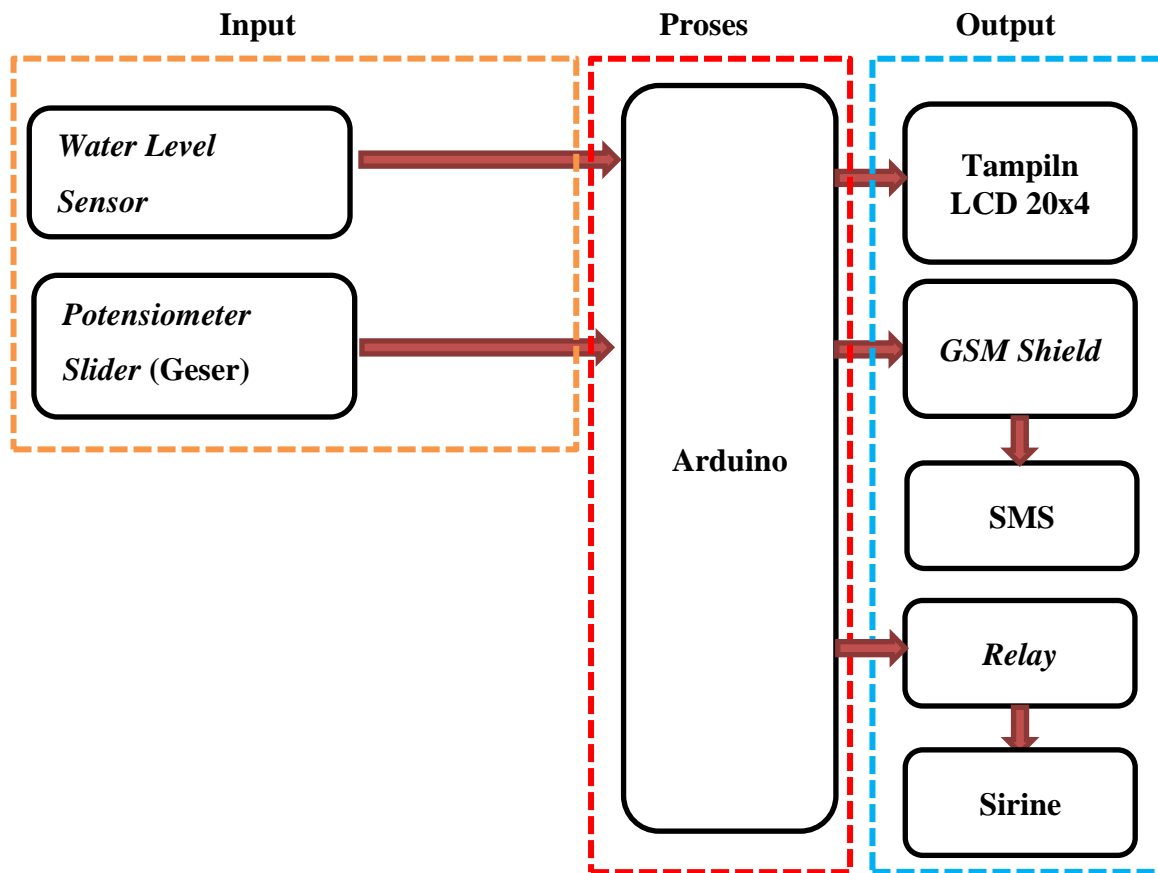 Input
Proses
Output
Water Level
Sensor
Potensiometer
Slider (Geser)
Arduino
Tampiln
LCD 20x4
GSM Shield
SMS
Relay
Sirine